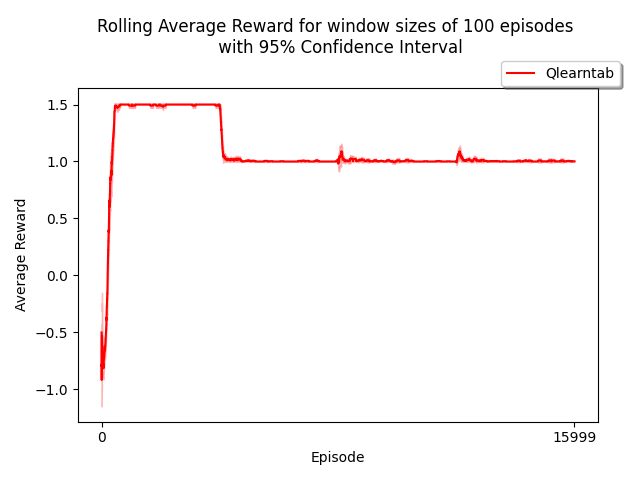 Rolling Average Reward for window sizes of 100 episodes
with 95% Confidence Interval
Qlearntab
1.5
1.0
0.5
0.0
−0.5
−1.0
Average Reward
0
15999
Episode